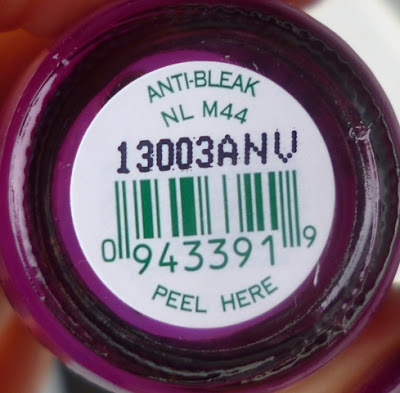 ANTI-BLEAK
NL M44
13003ANV
0 943391 9
PEEL HERE